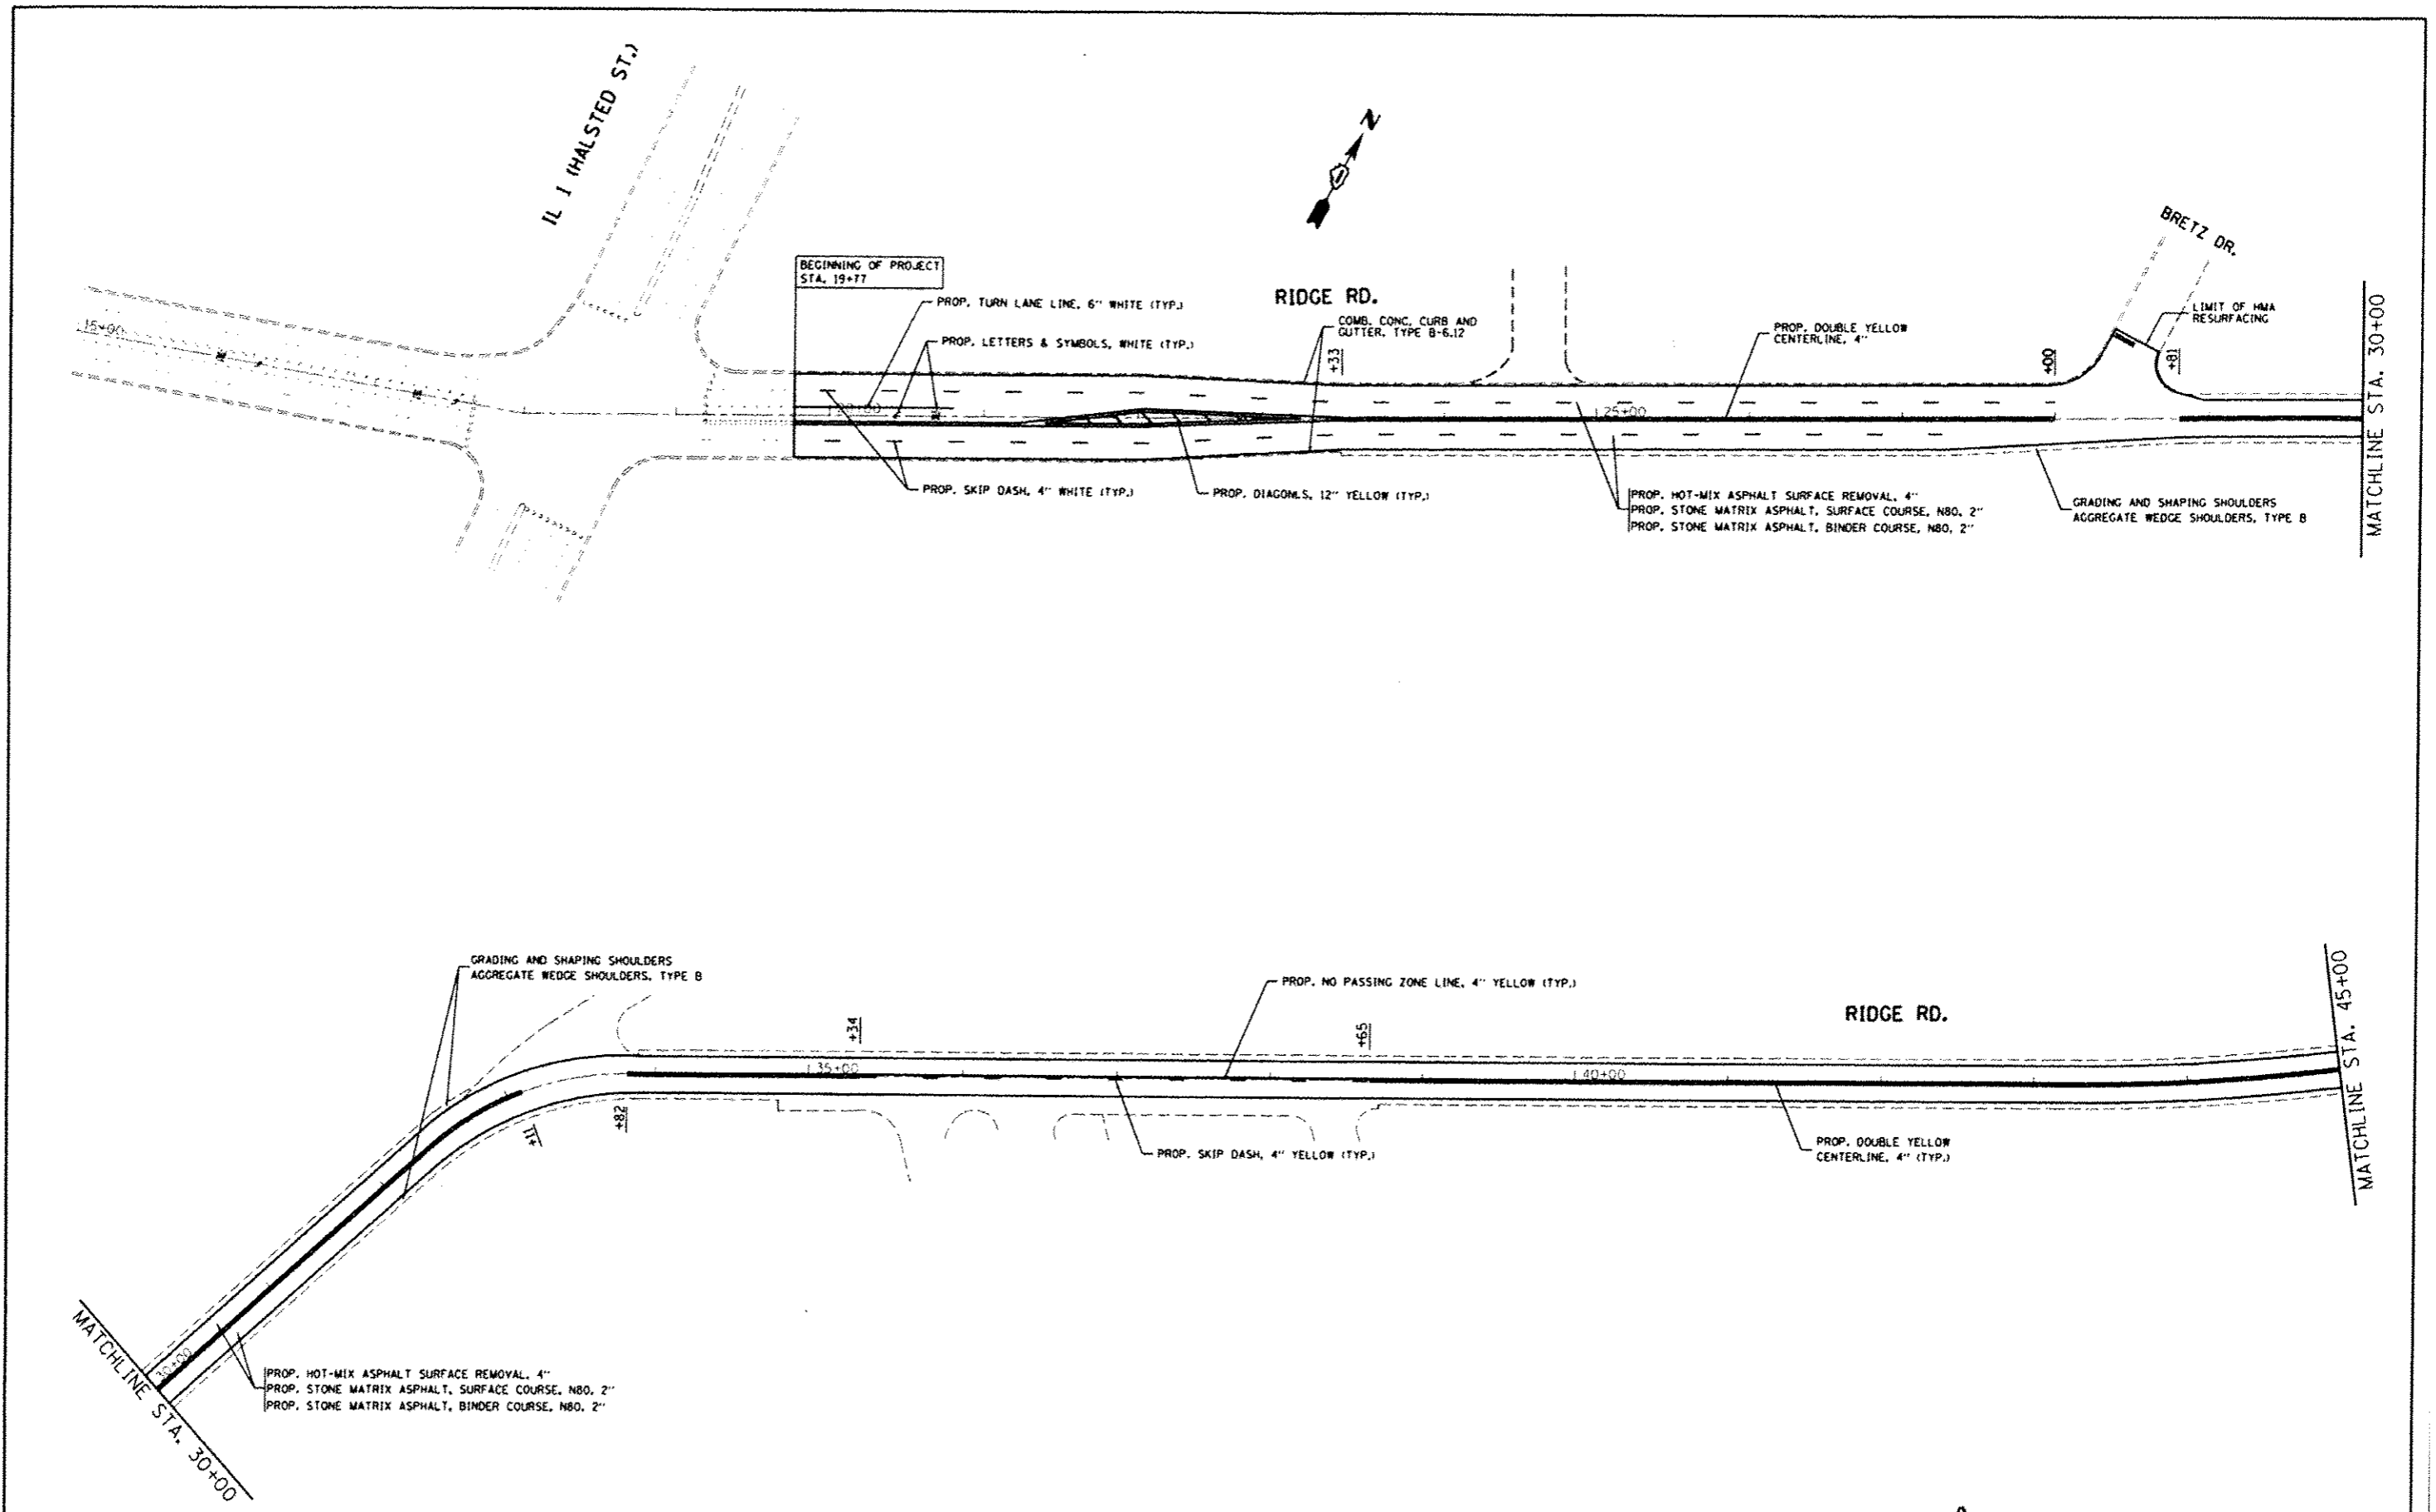 IL 1 (HALSTED ST.)
N
BRETZ DR.
BEGINNING OF PROJECT
STA. 19+77
PROP. TURN LANE LINE, 6" WHITE (TYP.)
RIDGE RD.
LIMIT OF HMA
RESURFACING
15+00
COMB. CONC. CURB AND
GUTTER, TYPE B-6.12
PROP. DOUBLE YELLOW
CENTERLINE, 4"
PROP. LETTERS & SYMBOLS, WHITE (TYP.)
+33
+00
+81
MATCHLINE STA. 30+00
20+00
25+00
PROP. SKIP DASH, 4" WHITE (TYP.)
PROP. DIAGONLS, 12" YELLOW (TYP.)
PROP. HOT-MIX ASPHALT SURFACE REMOVAL, 4"
PROP. STONE MATRIX ASPHALT, SURFACE COURSE, N80, 2"
PROP. STONE MATRIX ASPHALT, BINDER COURSE, N80, 2"
GRADING AND SHAPING SHOULDERS
AGGREGATE WEDGE SHOULDERS, TYPE B
GRADING AND SHAPING SHOULDERS
AGGREGATE WEDGE SHOULDERS, TYPE B
PROP. NO PASSING ZONE LINE, 4" YELLOW (TYP.)
RIDGE RD.
+34
+65
MATCHLINE STA. 45+00
35+00
40+00
+11
+82
PROP. SKIP DASH, 4" YELLOW (TYP.)
PROP. DOUBLE YELLOW
CENTERLINE, 4" (TYP.)
30+00
MATCHLINE STA. 30+00
PROP. HOT-MIX ASPHALT SURFACE REMOVAL, 4"
PROP. STONE MATRIX ASPHALT, SURFACE COURSE, N80, 2"
PROP. STONE MATRIX ASPHALT, BINDER COURSE, N80, 2"